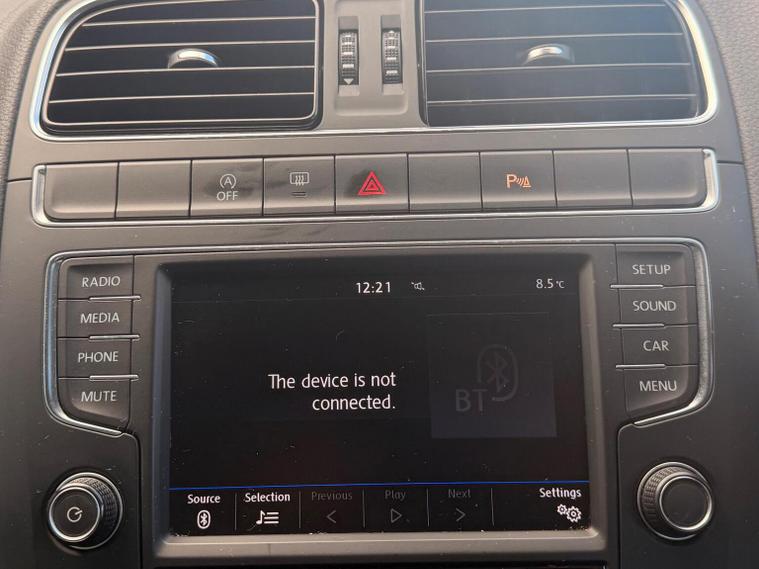 A
OFF
P
RADIO
MEDIA
PHONE
MUTE
12:21
8.5°C
The device is not
connected.
BT
Source
Selection
Previous
Play
Next
Settings
SETUP
SOUND
CAR
MENU